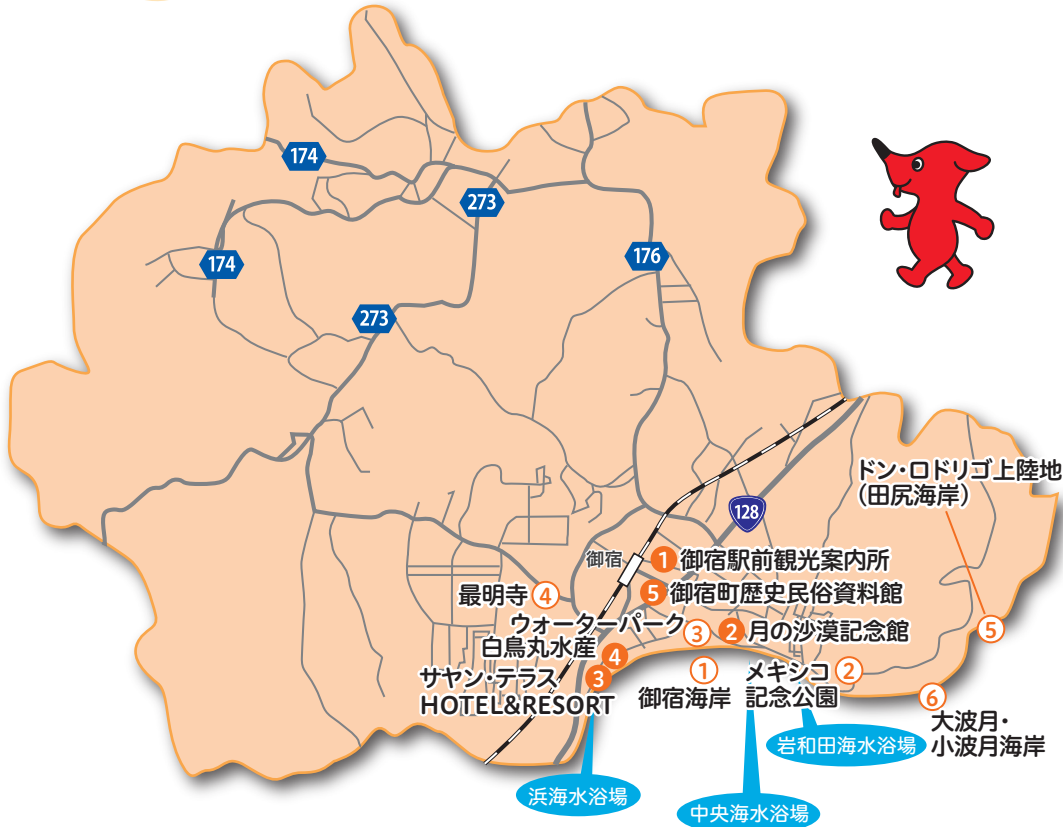 174
273
174
176
273
ドン・ロドリゴ上陸地
(田尻海岸)
128
御宿
1 御宿駅前観光案内所
最明寺 4
5 御宿町歴史民俗資料館
ウォーターパーク 3
2 月の沙漠記念館
5
白鳥丸水産 4
サヤン・テラス
HOTEL&RESORT 3
1
御宿海岸
メキシコ
記念公園 2
6
大波月・
小波月海岸
岩和田海水浴場
浜海水浴場
中央海水浴場